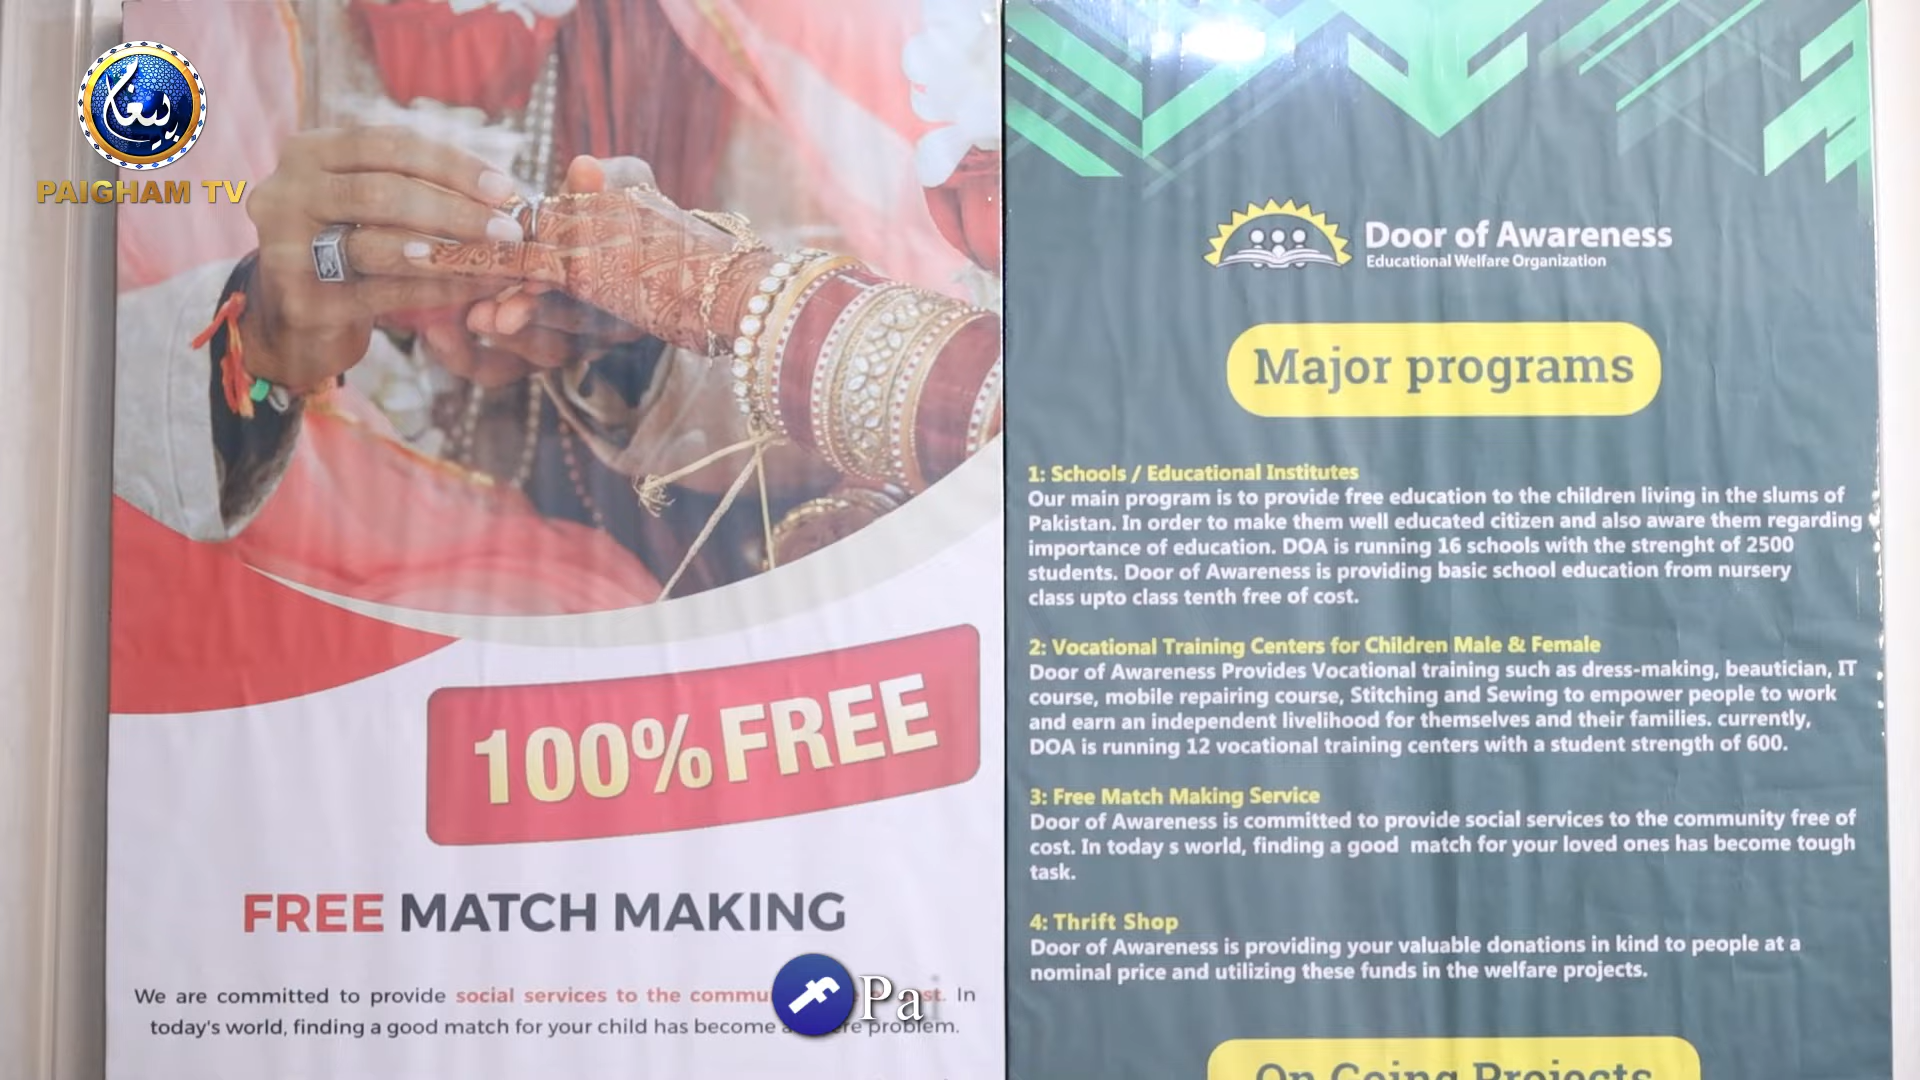 پیغام
PAIGHAM TV
100% FREE
FREE MATCH MAKING
We are committed to provide social services to the commu st. In
today's world, finding a good match for your child has become problem.
Pa
Door of Awareness
Educational Welfare Organization
Major programs
1: Schools / Educational Institutes
Our main program is to provide free education to the children living in the slums of
Pakistan. In order to make them well educated citizen and also aware them regarding
importance of education. DOA is running 16 schools with the strenght of 2500
students. Door of Awareness is providing basic school education from nursery
class upto class tenth free of cost.
2: Vocational Training Centers for Children Male & Female
Door of Awareness Provides Vocational training such as dress-making, beautician, IT
course, mobile repairing course, Stitching and Sewing to empower people to work
and earn an independent livelihood for themselves and their families. currently,
DOA is running 12 vocational training centers with a student strength of 600.
3: Free Match Making Service
Door of Awareness is committed to provide social services to the community free of
cost. In today s world, finding a good match for your loved ones has become tough
task.
4: Thrift Shop
Door of Awareness is providing your valuable donations in kind to people at a
nominal price and utilizing these funds in the welfare projects.
On Going Projects